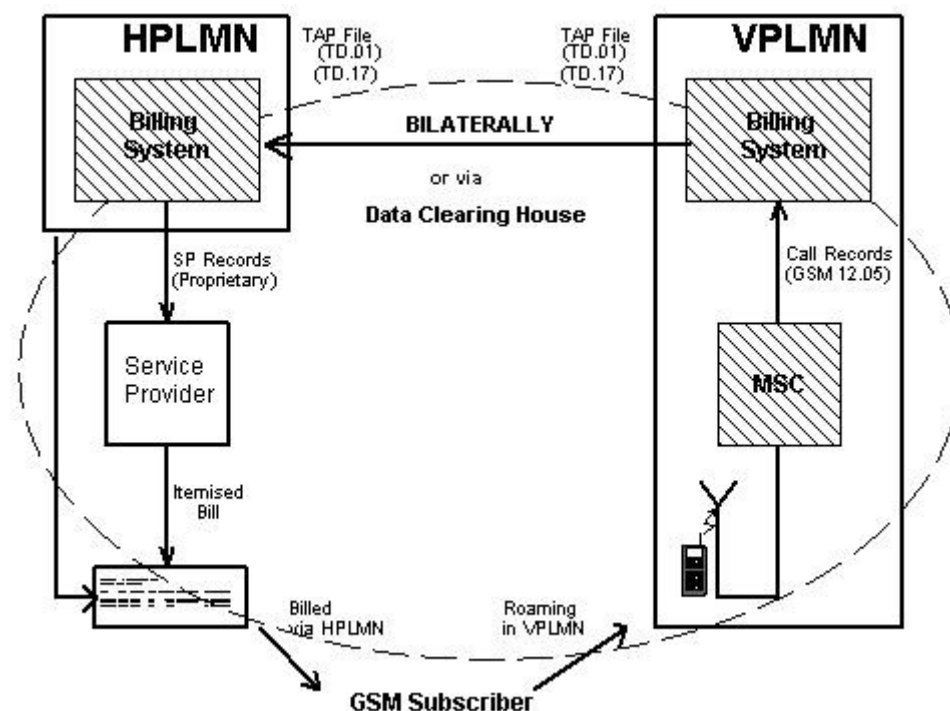 HPLMN
TAP File
(TD.01)
(TD.17)
TAP File
(TD.01)
(TD.17)
VPLMN
Billing
System
BILATERALLY
Billing
System
or via
Data Clearing House
SP Records
(Proprietary)
Call Records
(GSM 12.05)
Service
Provider
MSC
Itemised
Bill
Billed
via HPLMN
Roaming
in VPLMN
GSM Subscriber